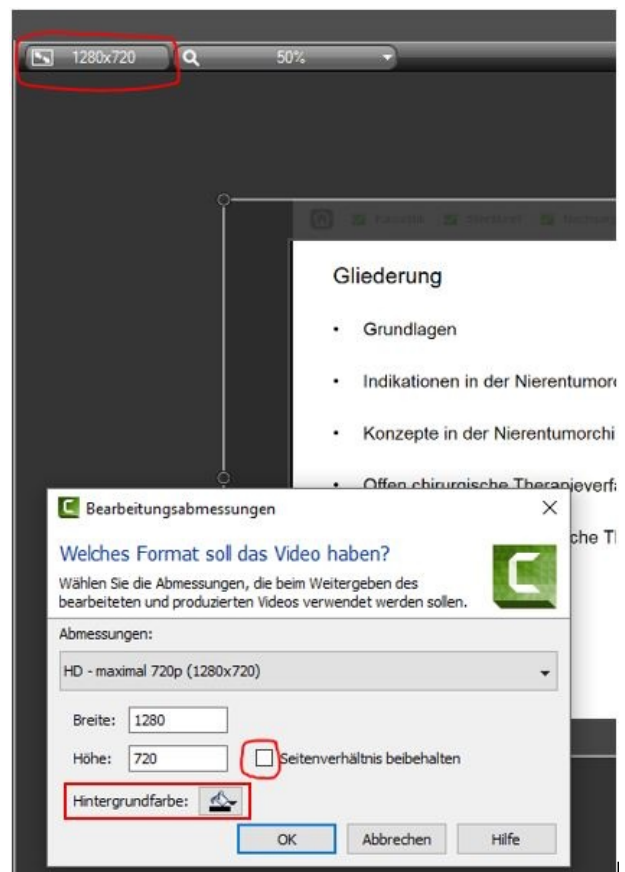 1280x720 50%
Gliederung
• Grundlagen
• Indikationen in der
• Konzepte in der
• Offen chirurgische
Bearbeitungsabmessungen
che
Welches Format soll das Video haben?
Wählen Sie die Abmessungen, die beim Weitergeben des
bearbeiteten und produzierten Videos verwendet werden sollen.
Abmessungen:
HD - maximal 720p (1280x720)
Breite: 1280
Höhe: 720 Seitenverhältnis beibehalten
Hintergrundfarbe:
OK Abbrechen Hilfe